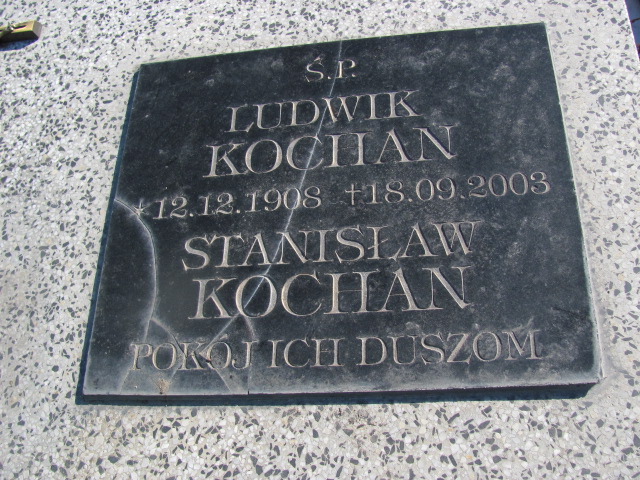 Ś.P.
LUDWIK
KOCHAN
*12.12.1908 †18.09.2003
STANISŁAW
KOCHAN
POKÓJ ICH DUSZOM